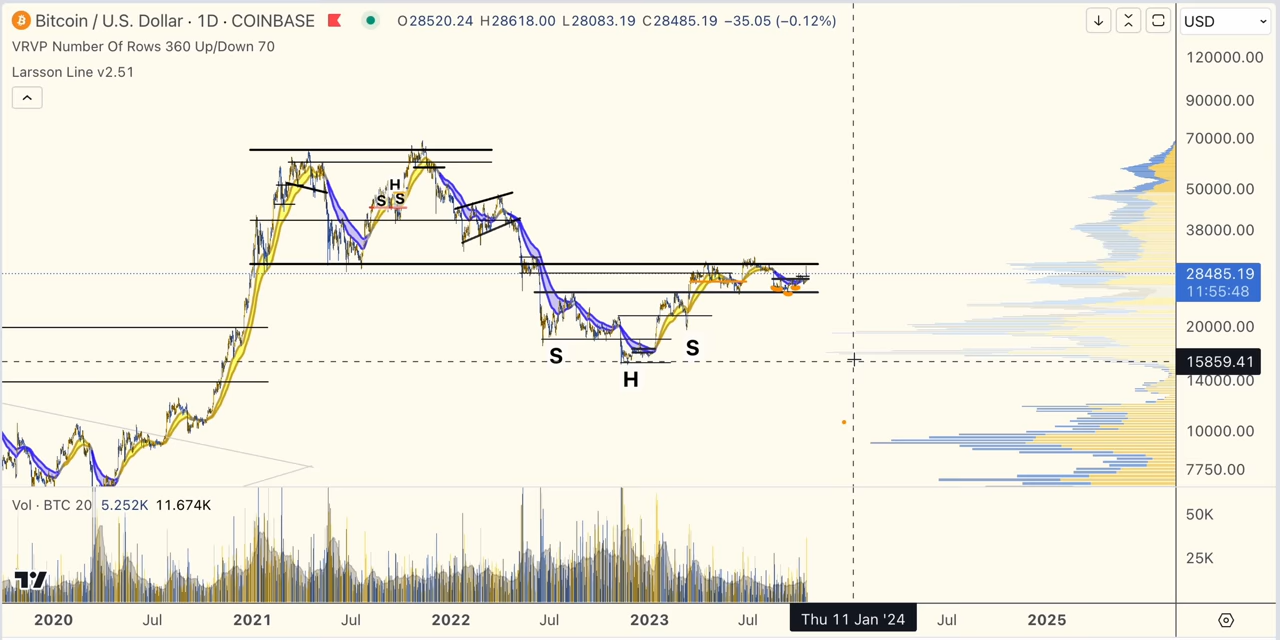 Bitcoin / U.S. Dollar · 1D · COINBASE O28520.24 H28618.00 L28083.19 C28485.19 −35.05 (−0.12%) USD
VRVP Number Of Rows 360 Up/Down 70
Larsson Line v2.51
120000.00
90000.00
70000.00
50000.00
38000.00
28485.19
11:55:48
20000.00
15859.41
14000.00
10000.00
7750.00
H
S S
S S
H
Vol · BTC 20 5.252K 11.674K
50K
25K
2020 Jul 2021 Jul 2022 Jul 2023 Jul Thu 11 Jan '24 Jul 2025